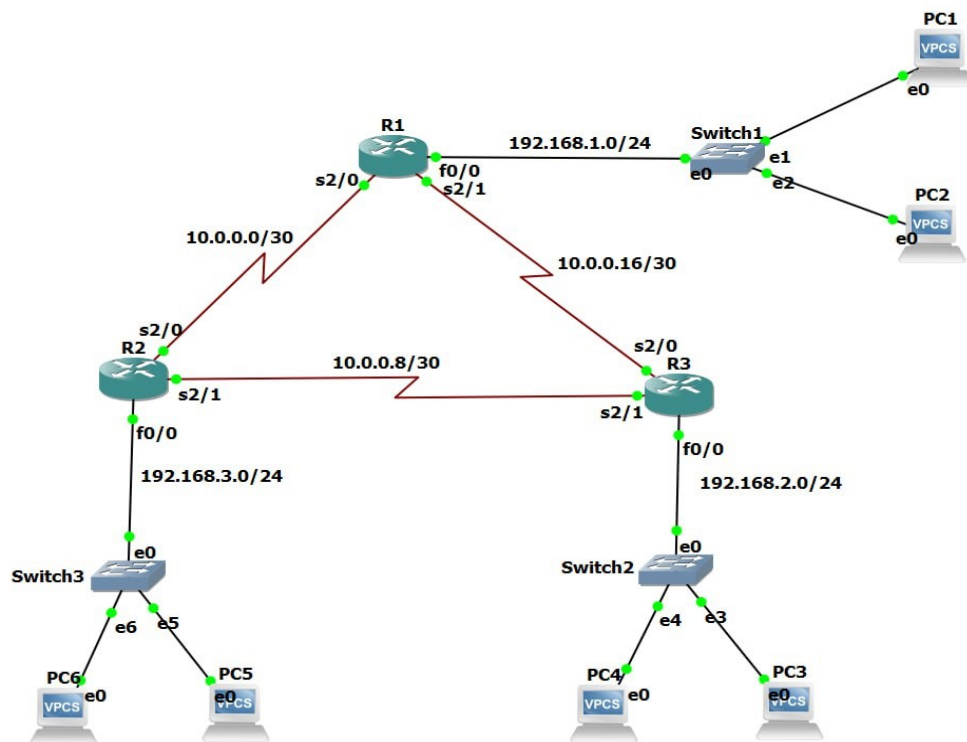 PC1
VPCS
e0
R1
192.168.1.0/24
Switch1
f0/0
e0
e1
s2/0
s2/1
e2
PC2
VPCS
e0
10.0.0.0/30
10.0.0.16/30
s2/0
R2
10.0.0.8/30
s2/0
R3
s2/1
s2/1
f0/0
f0/0
192.168.3.0/24
192.168.2.0/24
e0
e0
Switch3
Switch2
e6
e5
e4
e3
PC6
PC5
PC4
PC3
e0
e0
e0
e0
VPCS
VPCS
VPCS
VPCS